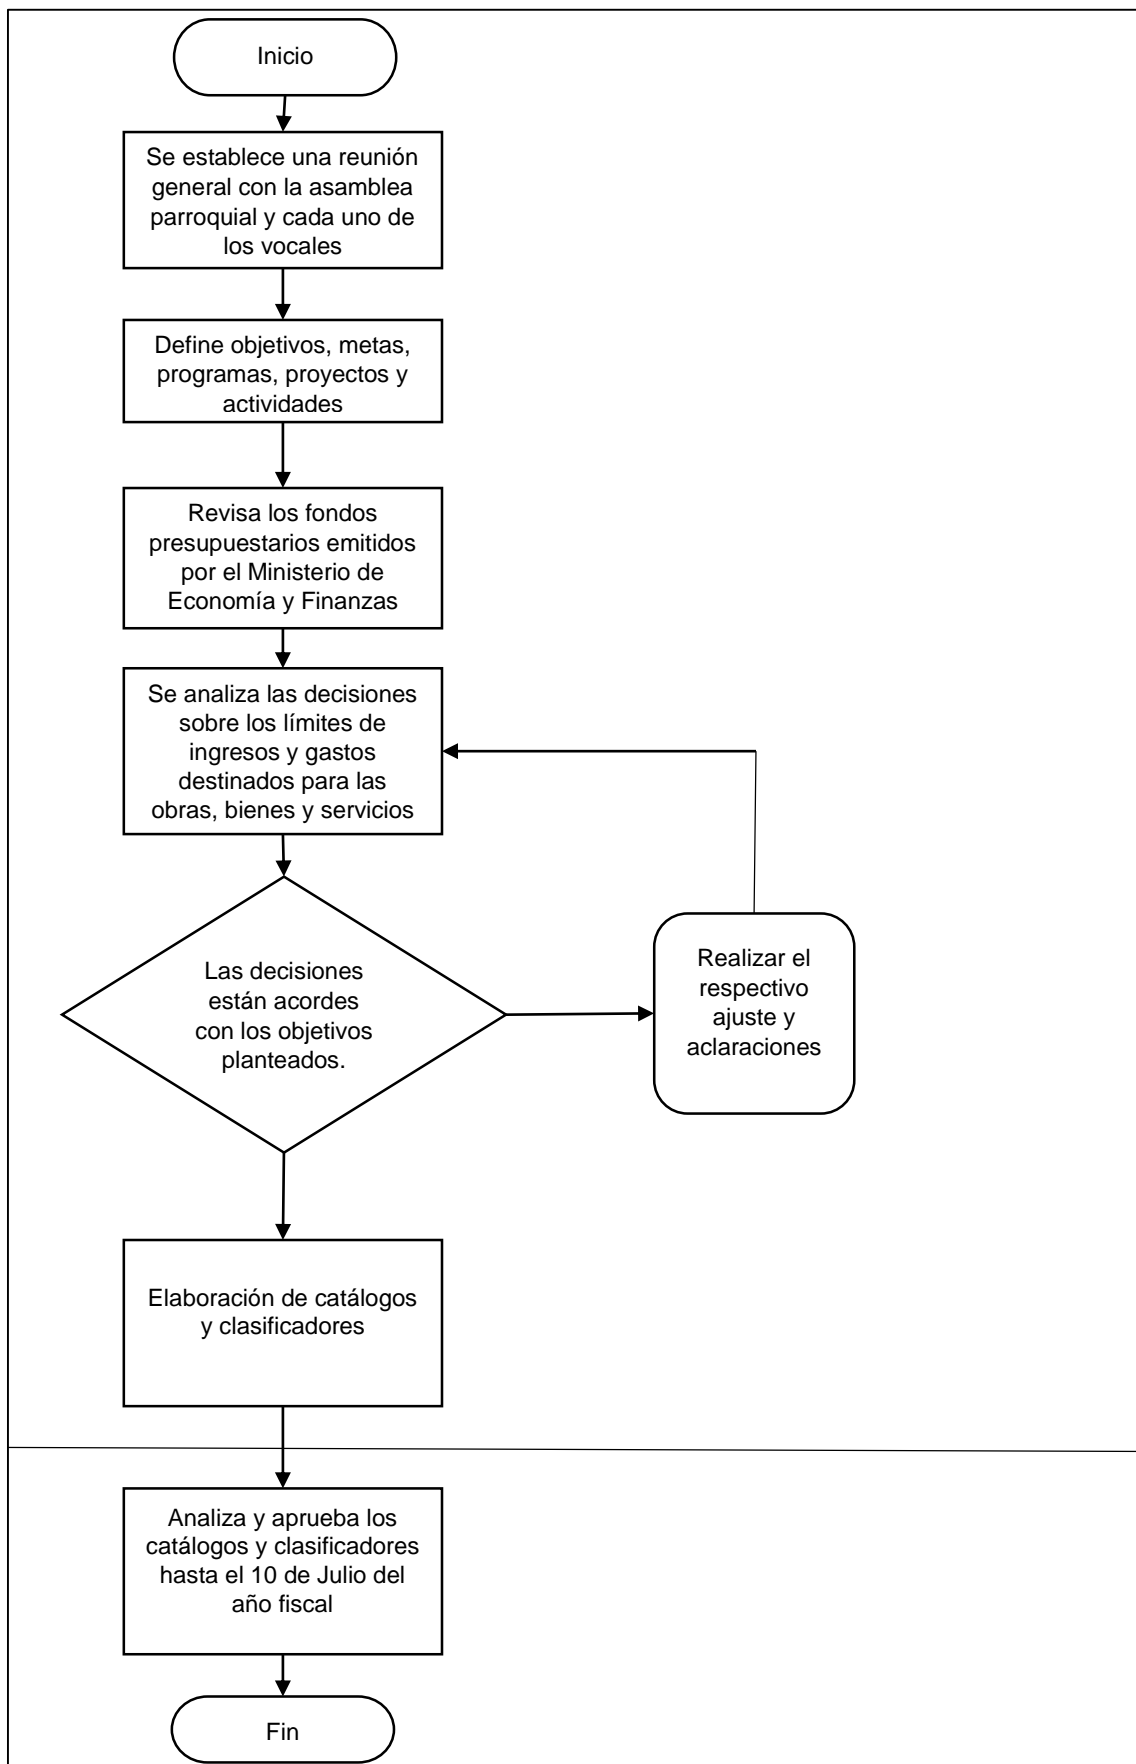 Inicio
Se establece una reunión
general con la asamblea
parroquial y cada uno de
los vocales
Define objetivos, metas,
programas, proyectos y
actividades
Revisa los fondos
presupuestarios emitidos
por el Ministerio de
Economía y Finanzas
Se analiza las decisiones
sobre los límites de
ingresos y gastos
destinados para las
obras, bienes y servicios
Las decisiones
están acordes
con los objetivos
planteados.
Realizar el
respectivo
ajuste y
aclaraciones
Elaboración de catálogos
y clasificadores
Analiza y aprueba los
catálogos y clasificadores
hasta el 10 de Julio del
año fiscal
Fin